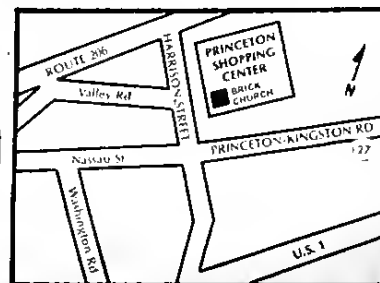 ROUTE 206
HARRISON STREET
PRINCETON
SHOPPING
CENTER
BRICK
CHURCH
N
Valley Rd
Nassau St
PRINCETON-KINGSTON RD
27
Washington Rd
U.S. 1